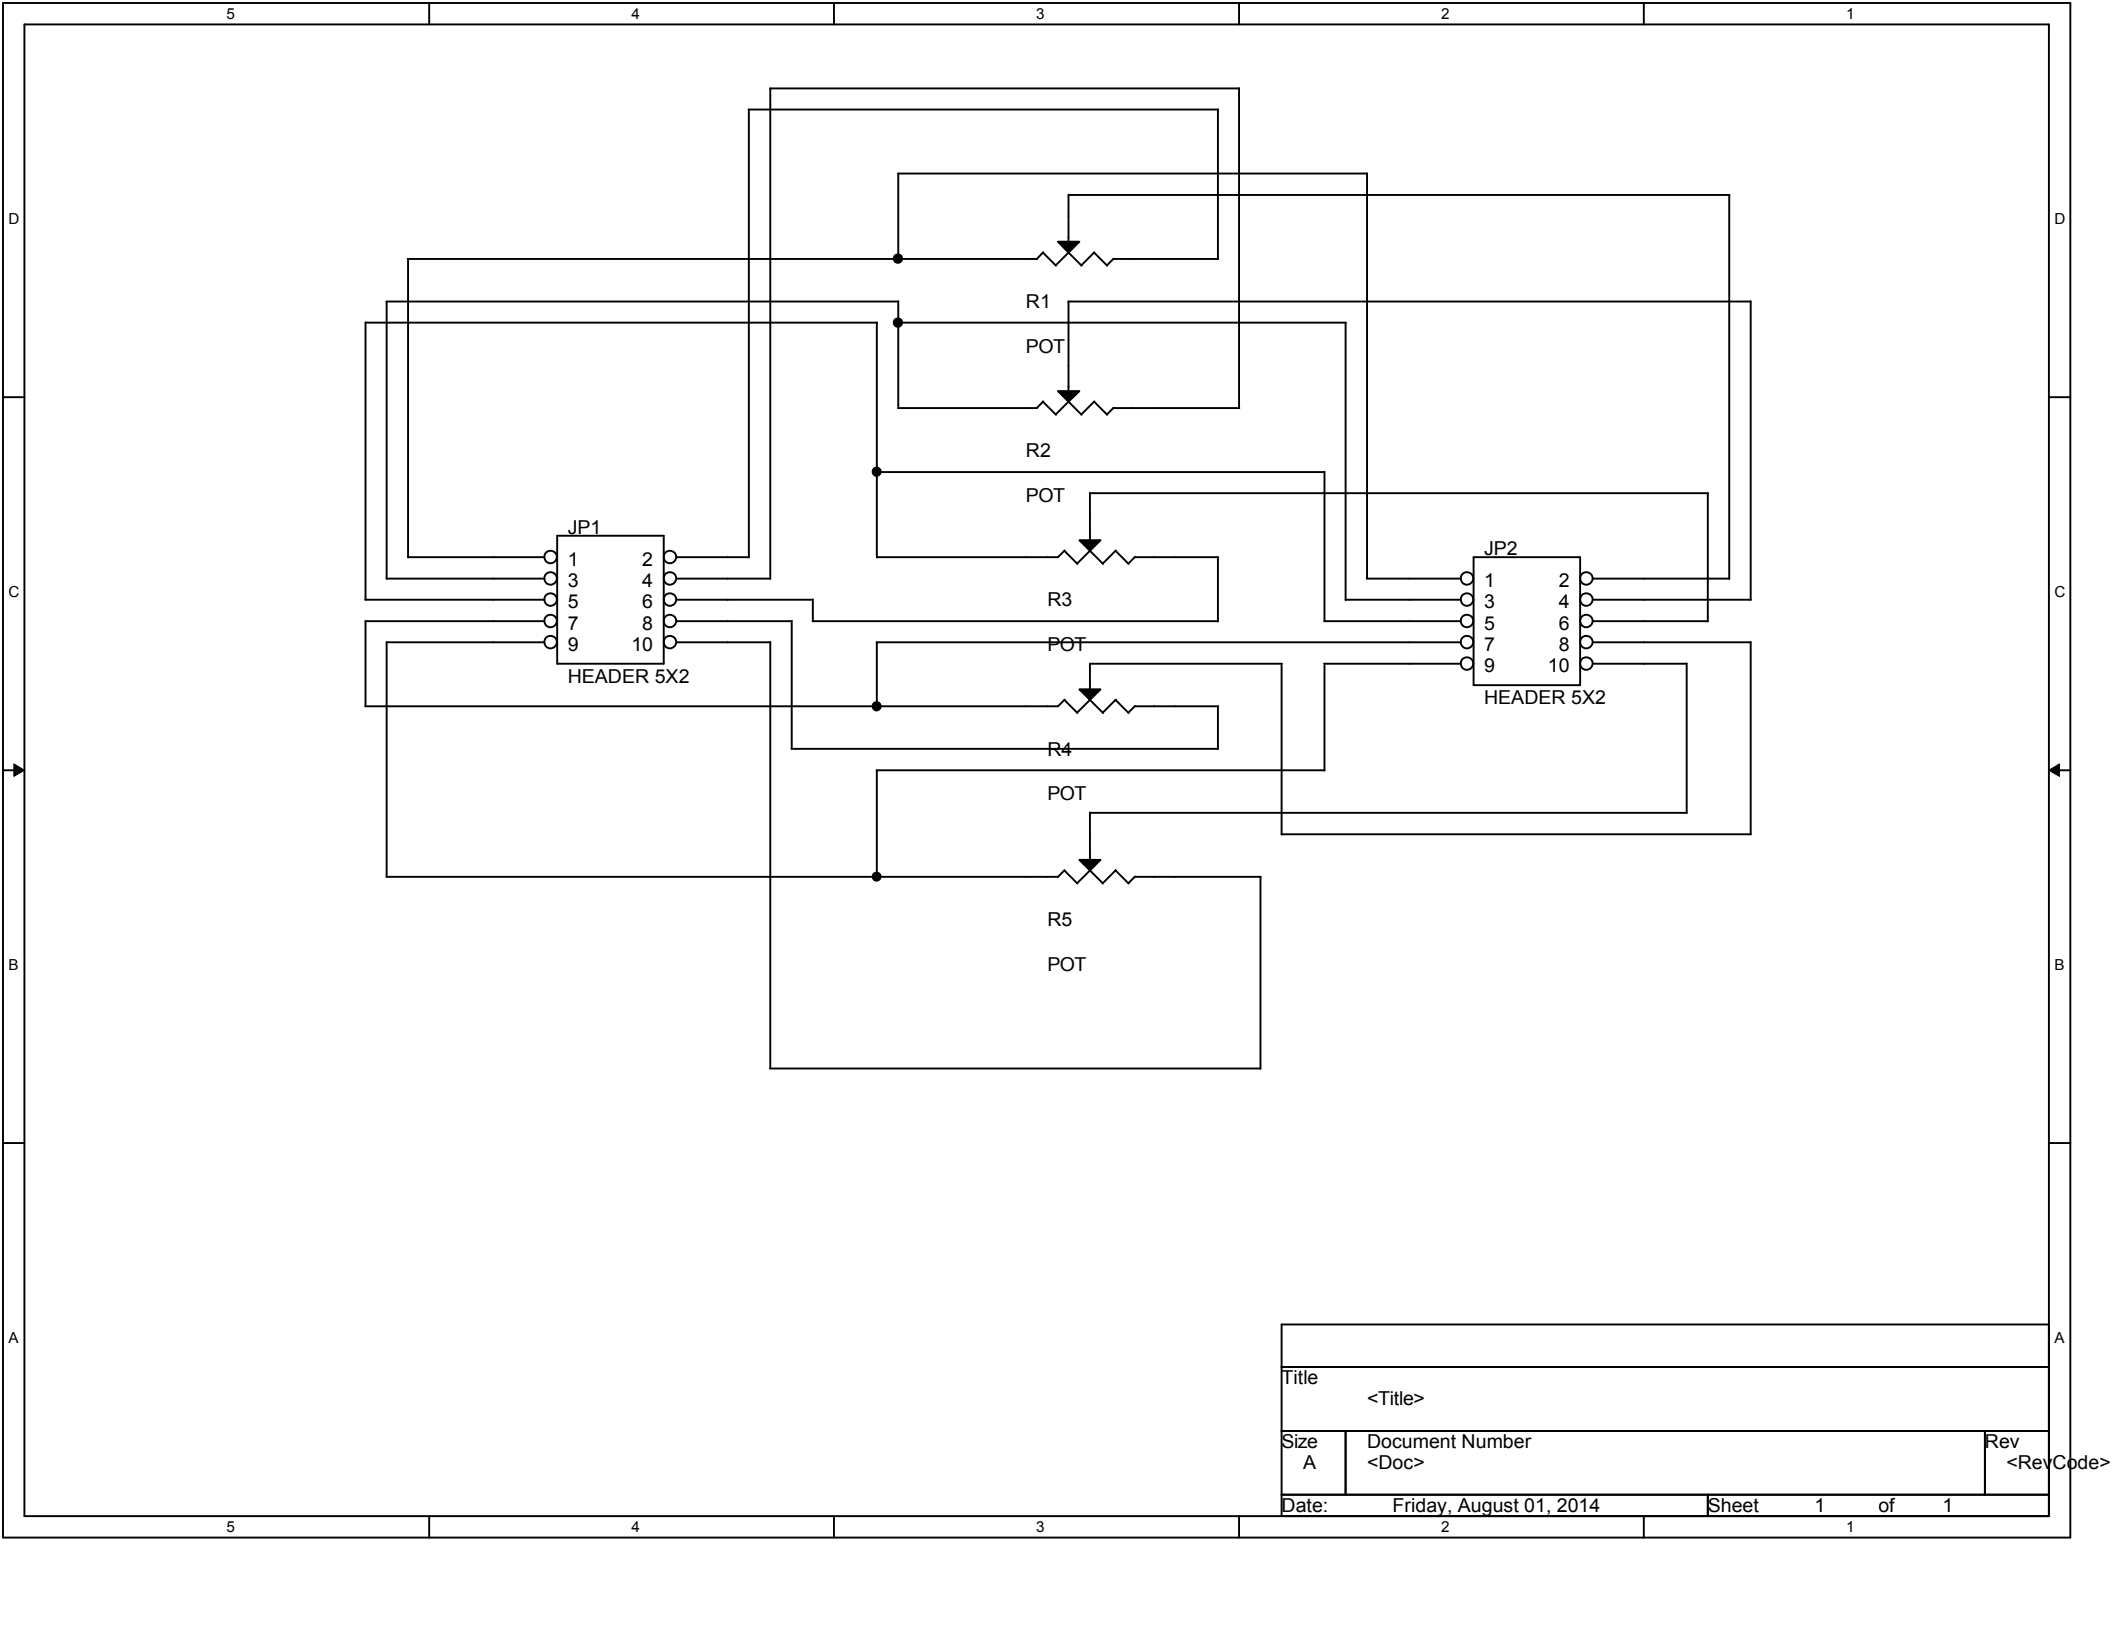 5 4 3 2 1
D D
R1
POT
R2
POT
JP1
1 2
3 4
5 6
7 8
9 10
HEADER 5X2
JP2
1 2
3 4
5 6
7 8
9 10
HEADER 5X2
C C
R3
POT
R4
POT
R5
POT
B B
A A
Title
<Title>
Size Document Number Rev
A <Doc> <RevCode>
Date: Friday, August 01, 2014 Sheet 1 of 1
5 4 3 2 1